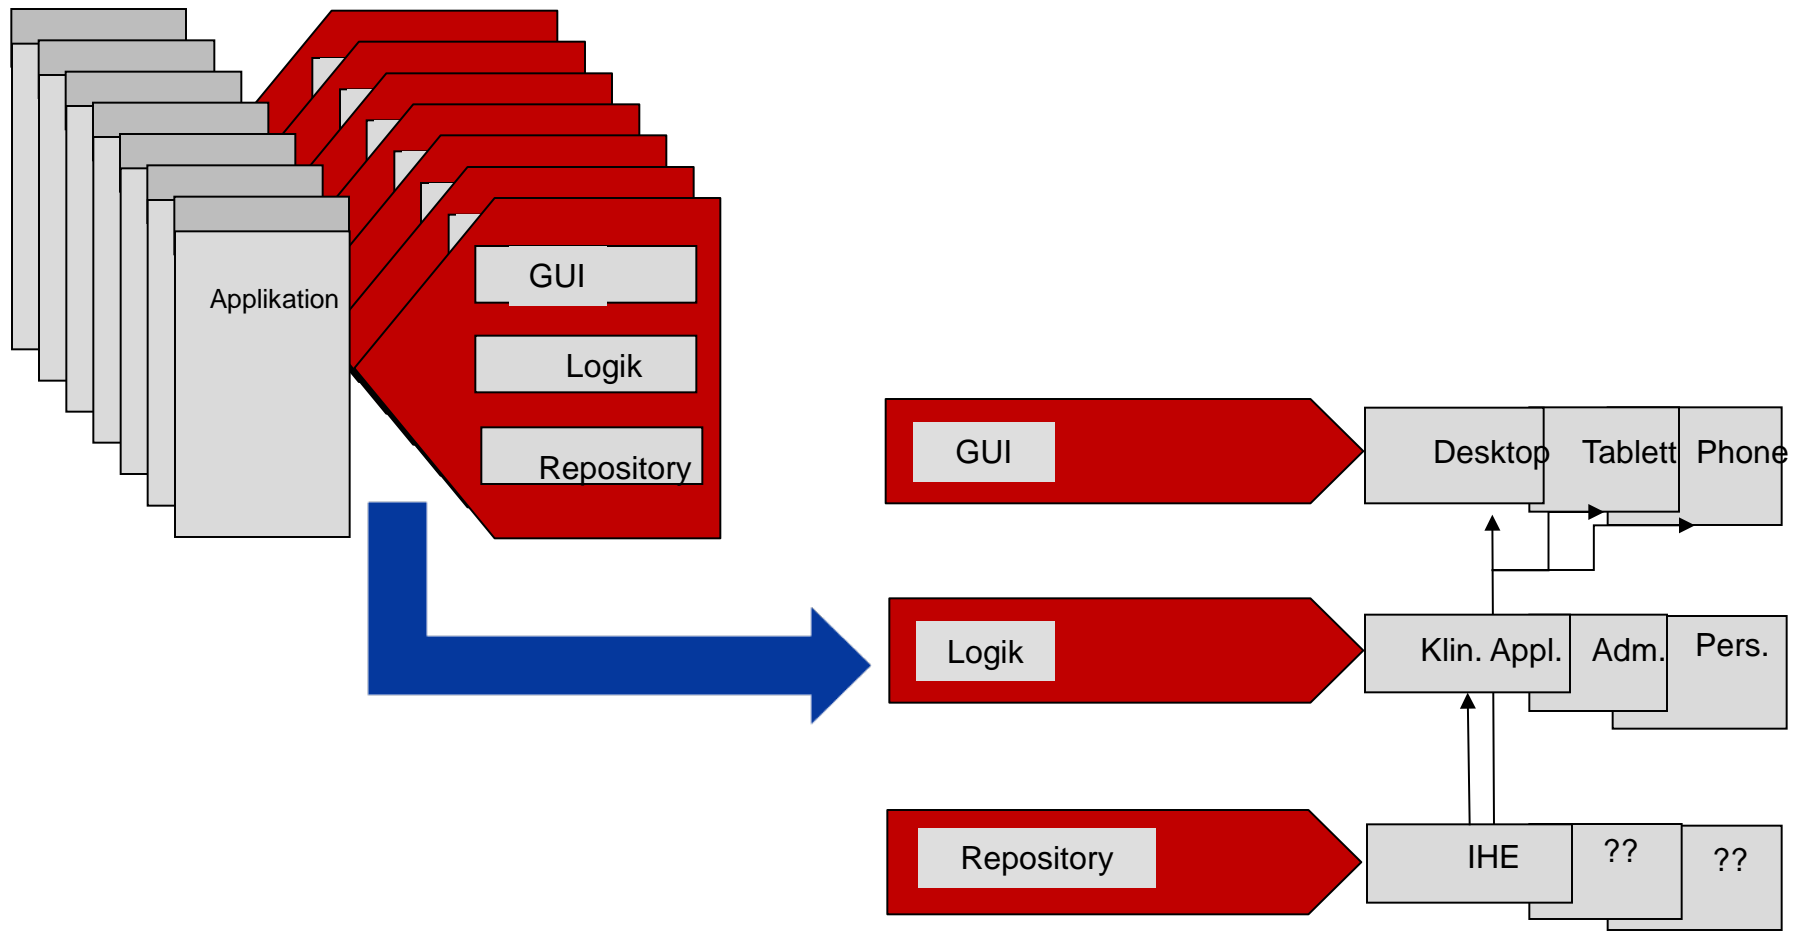 Applikation
GUI
Logik
Repository
GUI
Desktop
Tablett
Phone
Logik
Klin. Appl.
Adm.
Pers.
Repository
IHE
??
??